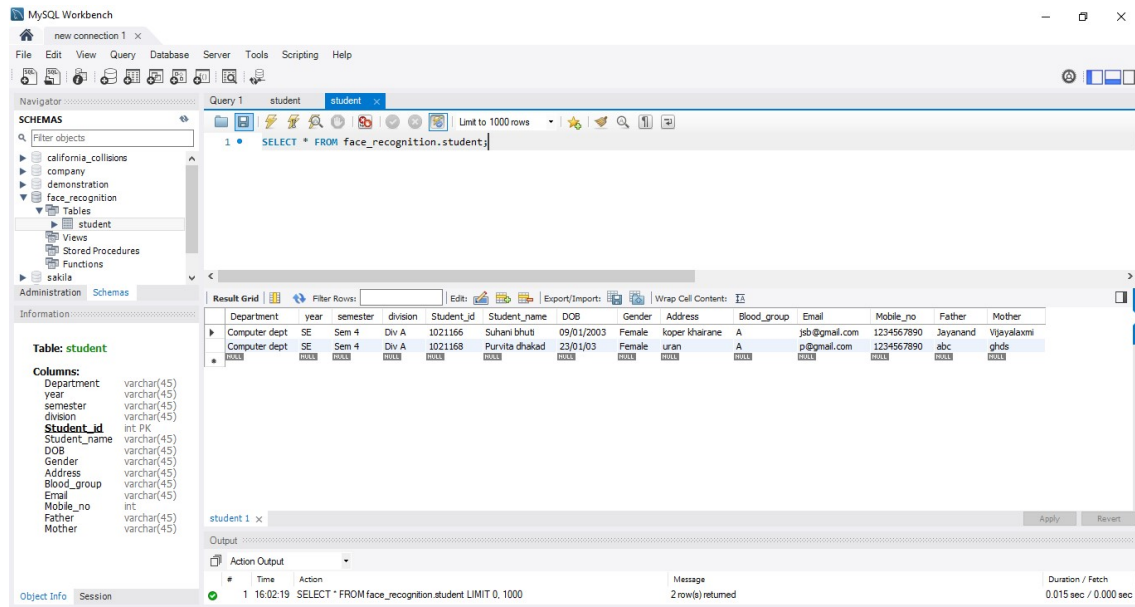 MySQL Workbench
new connection 1
File Edit View Query Database Server Tools Scripting Help
Navigator
SCHEMAS
Filter objects
california_collisions
company
demonstration
face_recognition
Tables
student
Views
Stored Procedures
Functions
sakila
Administration Schemas
Information
Table: student
Columns:
Department varchar(45)
year varchar(45)
semester varchar(45)
division varchar(45)
Student_id int PK
Student_name varchar(45)
DOB varchar(45)
Gender varchar(45)
Address varchar(45)
Blood_group varchar(45)
Email varchar(45)
Mobile_no int
Father varchar(45)
Mother varchar(45)
Object Info Session
Query 1 student student
Limit to 1000 rows
1 SELECT * FROM face_recognition.student;
Result Grid Filter Rows: Edit: Export/Import: Wrap Cell Content:
Department year semester division Student_id Student_name DOB Gender Address Blood_group Email Mobile_no Father Mother
Computer dept SE Sem 4 Div A 1021166 Suhani bhuti 09/01/2003 Female koper khairane A jsb@gmail.com 1234567890 Jayanand Vijayalaxmi
Computer dept SE Sem 4 Div A 1021168 Purvita dhakad 23/01/03 Female uran A p@gmail.com 1234567890 abc ghds
NULL NULL NULL NULL NULL NULL NULL NULL NULL NULL NULL NULL NULL NULL
student 1 Apply Revert
Output
Action Output
# Time Action Message Duration / Fetch
1 16:02:19 SELECT * FROM face_recognition.student LIMIT 0, 1000 2 row(s) returned 0.015 sec / 0.000 sec